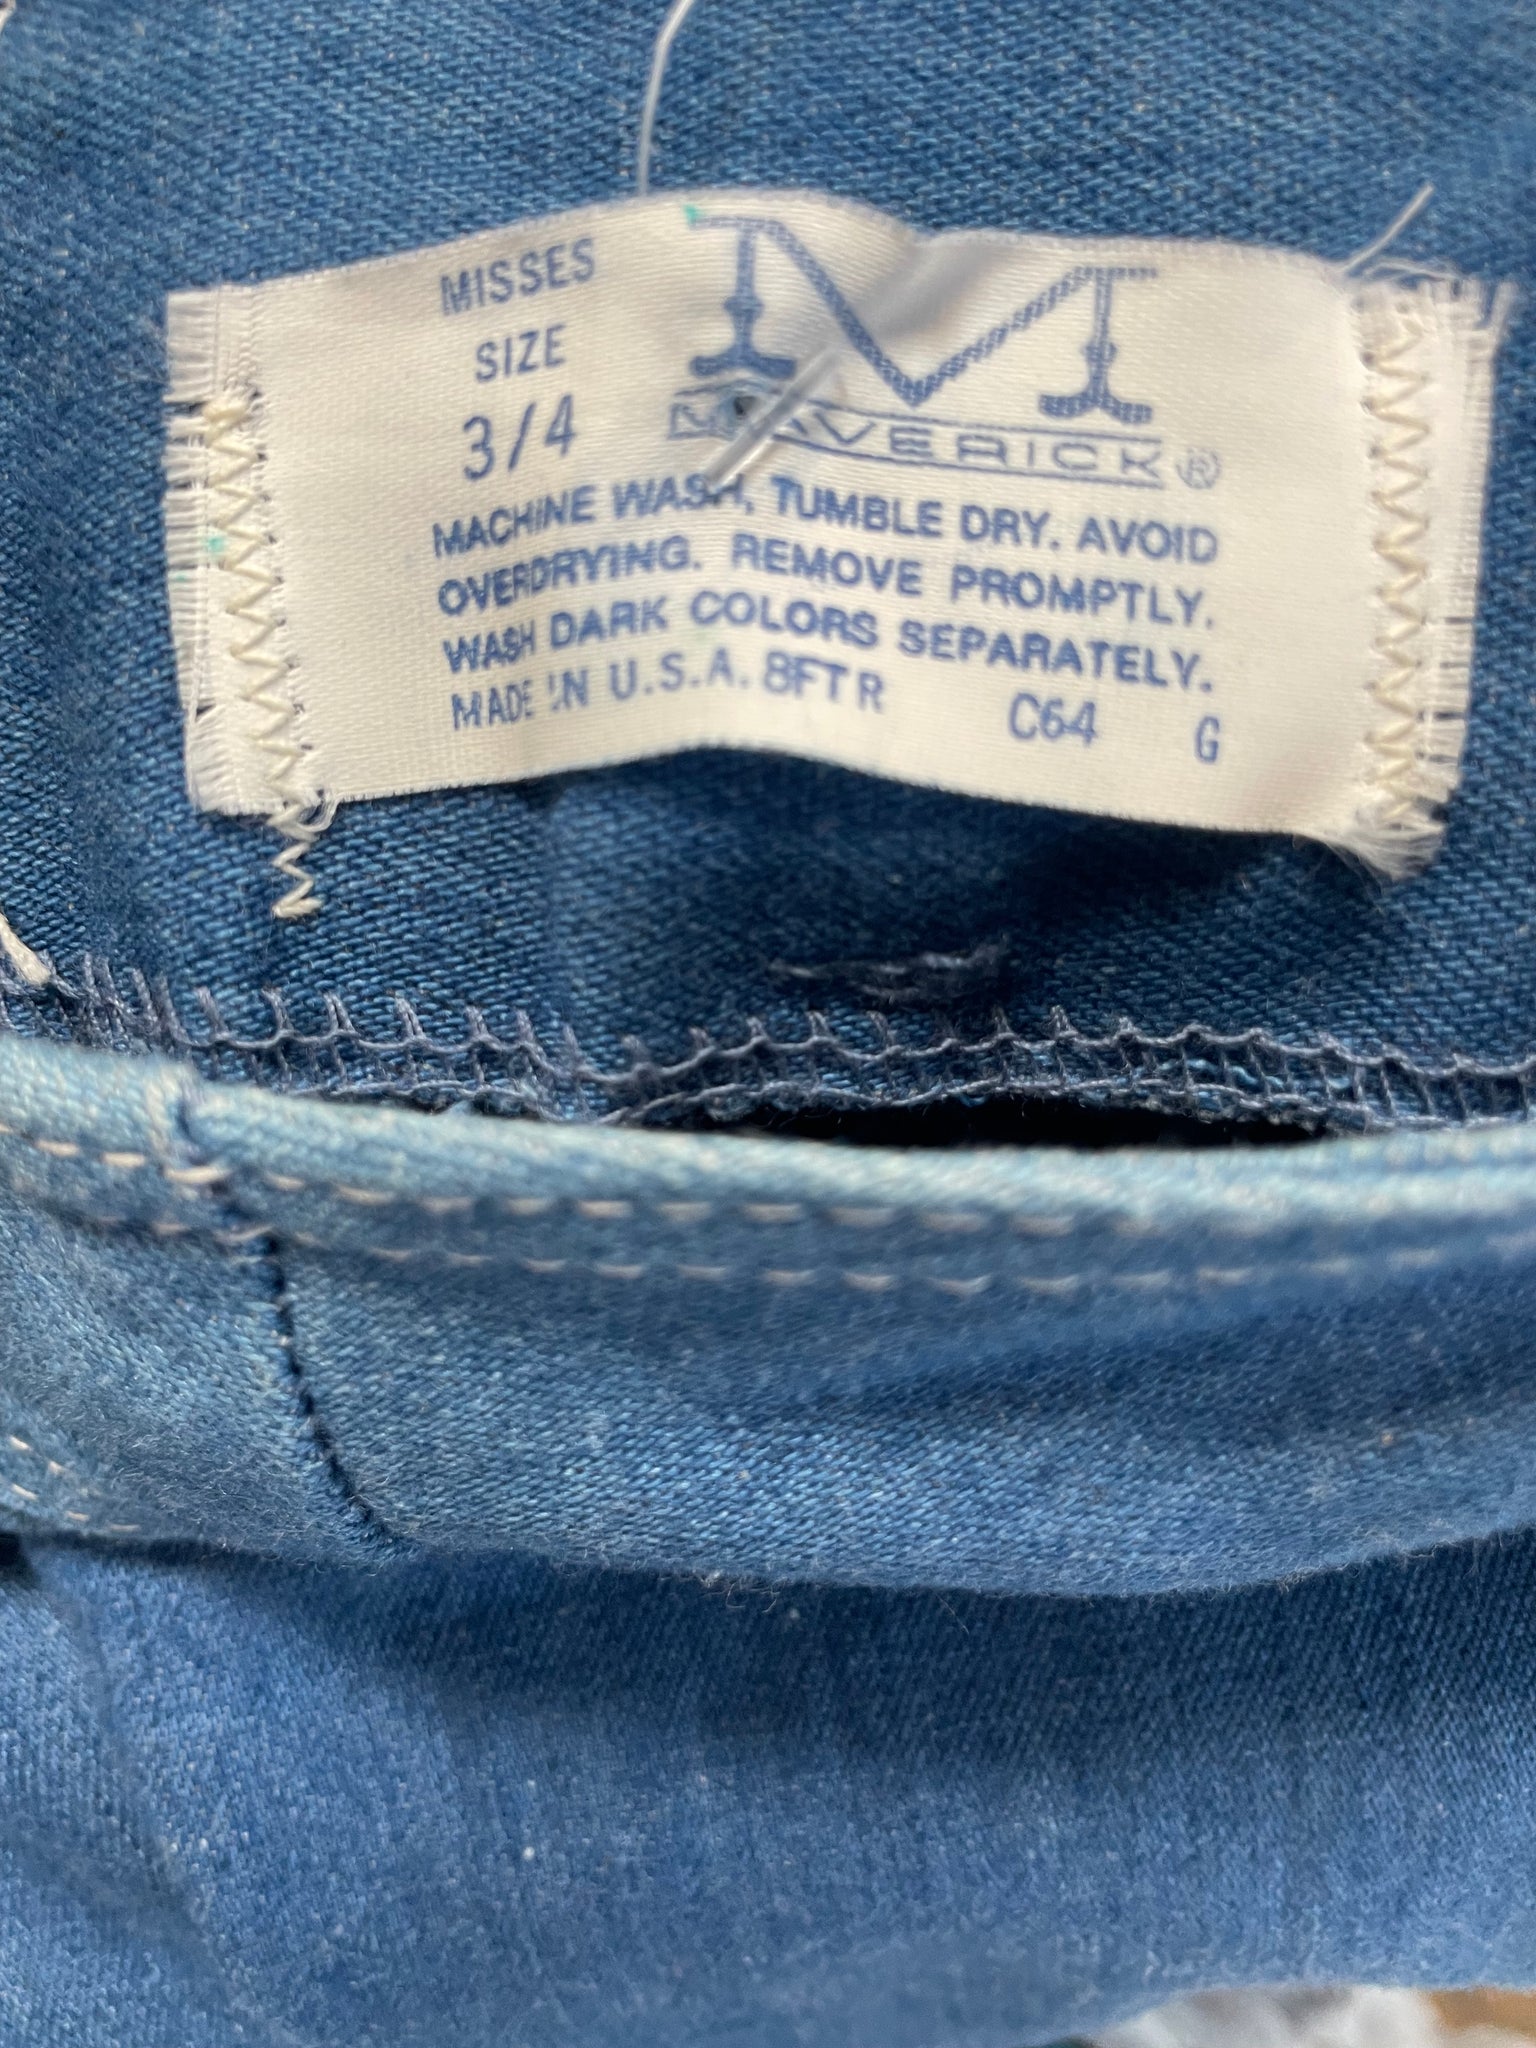 MISSES
SIZE
3/4
M
MAVERICK®
MACHINE WASH, TUMBLE DRY. AVOID
OVERDRYING. REMOVE PROMPTLY.
WASH DARK COLORS SEPARATELY.
MADE IN U.S.A. 8FTR C64 G